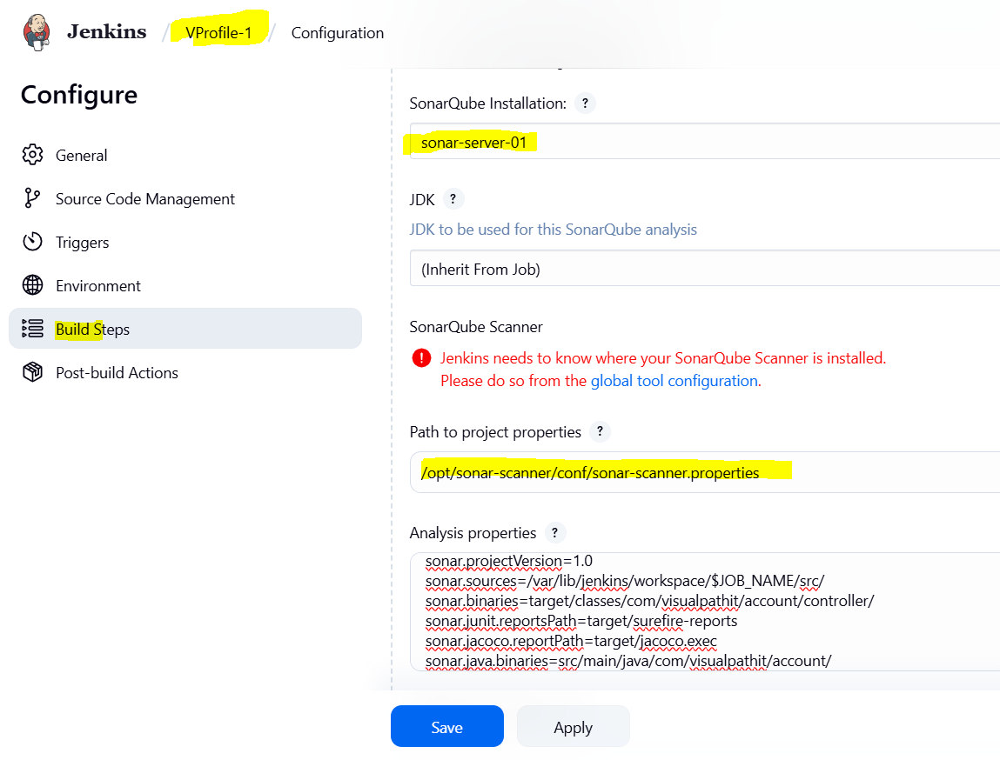 Jenkins / VProfile-1 / Configuration
Configure
General
Source Code Management
Triggers
Environment
Build Steps
Post-build Actions
SonarQube Installation: ?
sonar-server-01
JDK ?
JDK to be used for this SonarQube analysis
(Inherit From Job)
SonarQube Scanner
! Jenkins needs to know where your SonarQube Scanner is installed.
Please do so from the global tool configuration.
Path to project properties ?
/opt/sonar-scanner/conf/sonar-scanner.properties
Analysis properties ?
sonar.projectVersion=1.0
sonar.sources=/var/lib/jenkins/workspace/$JOB_NAME/src/
sonar.binaries=target/classes/com/visualpathit/account/controller/
sonar.junit.reportsPath=target/surefire-reports
sonar.jacoco.reportPath=target/jacoco.exec
sonar.java.binaries=src/main/java/com/visualpathit/account/
Save
Apply